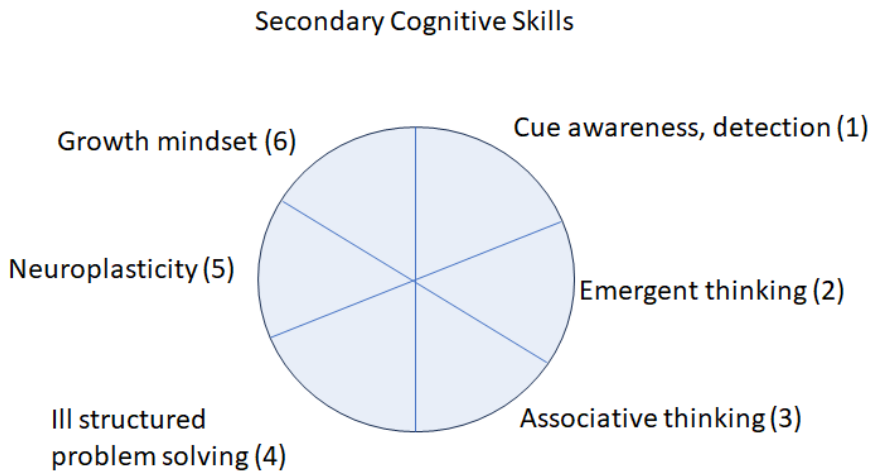 Secondary Cognitive Skills
Growth mindset (6)
Cue awareness, detection (1)
Neuroplasticity (5)
Emergent thinking (2)
Ill structured
problem solving (4)
Associative thinking (3)